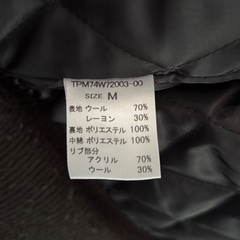 TPM74W72003-00
SIZE M
表地 ウール 70%
レーヨン 30%
裏地 ポリエステル 100%
中綿 ポリエステル 100%
リブ部分
アクリル 70%
ウール 30%